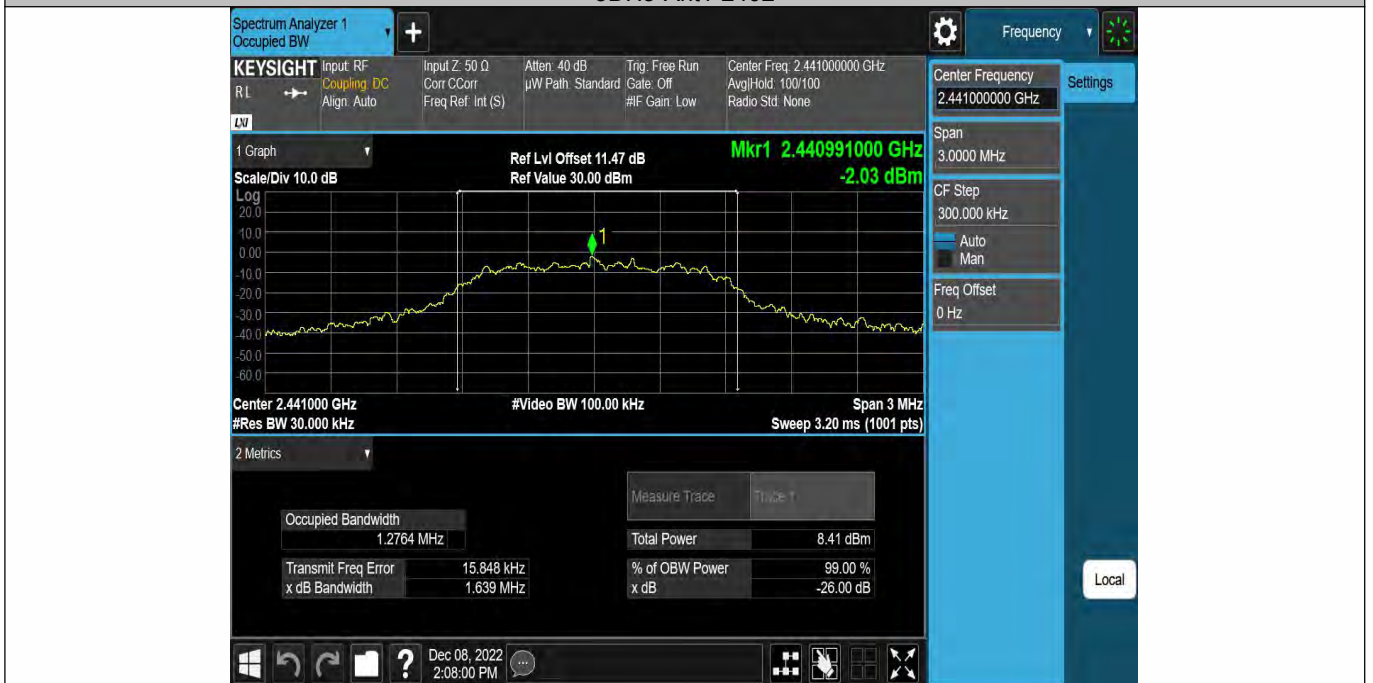 Spectrum Analyzer 1
Occupied BW
+
Frequency
KEYSIGHT
RL
LXI
Input: RF
Coupling: DC
Align: Auto
Input Z: 50 Ω
Corr CCorr
Freq Ref: Int (S)
Atten: 40 dB
µW Path: Standard
Trig: Free Run
Gate: Off
#IF Gain: Low
Center Freq: 2.441000000 GHz
Avg|Hold: 100/100
Radio Std: None
Center Frequency
2.441000000 GHz
Settings
Span
3.0000 MHz
CF Step
300.000 kHz
Auto
Man
Freq Offset
0 Hz
Local
1 Graph
Scale/Div 10.0 dB
Ref Lvl Offset 11.47 dB
Ref Value 30.00 dBm
Mkr1 2.440991000 GHz
-2.03 dBm
Log
20.0
10.0
0.00
-10.0
-20.0
-30.0
-40.0
-50.0
-60.0
1
Center 2.441000 GHz
#Video BW 100.00 kHz
Span 3 MHz
#Res BW 30.000 kHz
Sweep 3.20 ms (1001 pts)
2 Metrics
Measure Trace
Trace 1
Occupied Bandwidth
1.2764 MHz
Total Power
8.41 dBm
Transmit Freq Error
15.848 kHz
% of OBW Power
99.00 %
x dB Bandwidth
1.639 MHz
x dB
-26.00 dB
?
Dec 08, 2022
2:08:00 PM